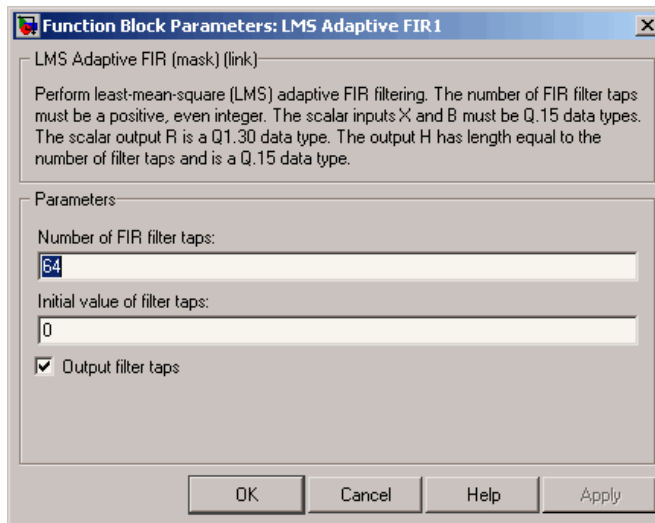 Function Block Parameters: LMS Adaptive FIR1
LMS Adaptive FIR (mask) (link)
Perform least-mean-square (LMS) adaptive FIR filtering. The number of FIR filter taps
must be a positive, even integer. The scalar inputs X and B must be Q.15 data types.
The scalar output R is a Q1.30 data type. The output H has length equal to the
number of filter taps and is a Q.15 data type.
Parameters
Number of FIR filter taps:
64
Initial value of filter taps:
0
Output filter taps
OK Cancel Help Apply